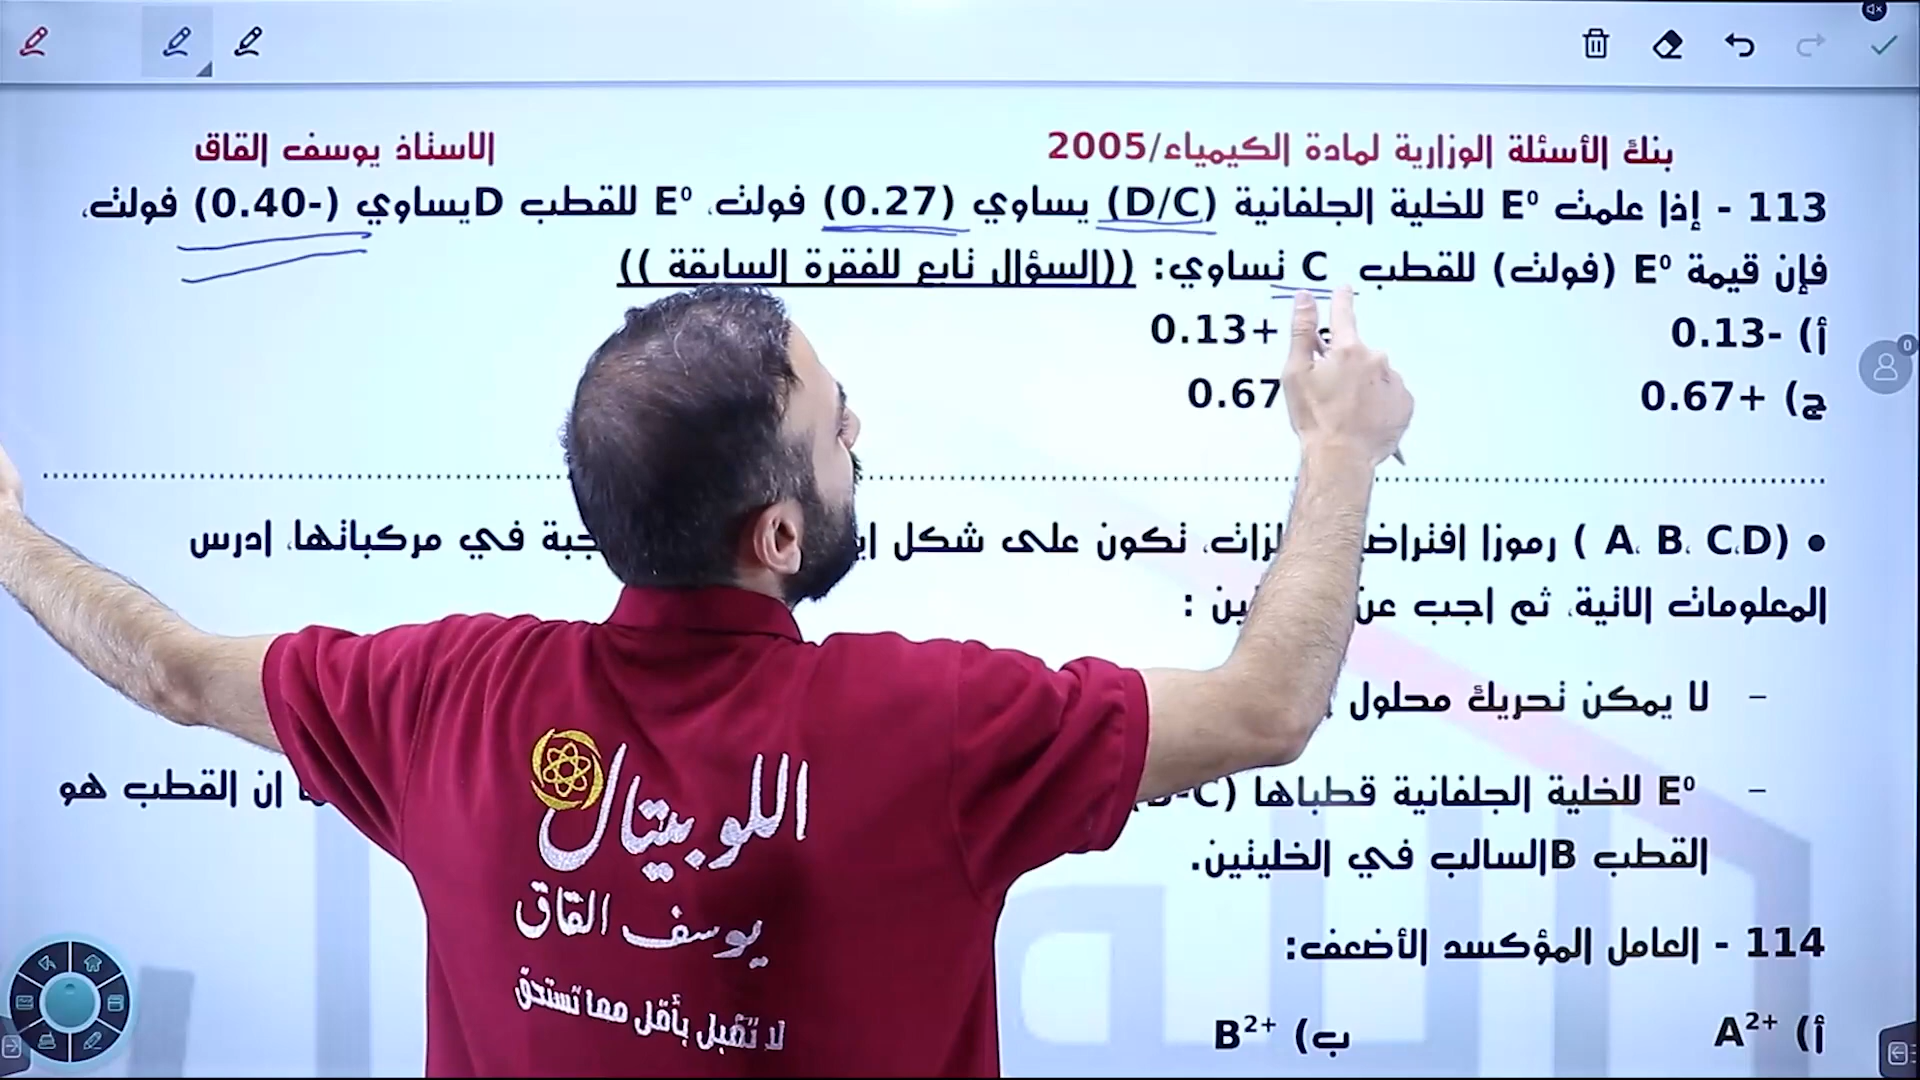 بنك الأسئلة الوزارية لمادة الكيمياء/2005
الاستاذ يوسف القاق
113 - إذا علمت E⁰ للخلية الجلفانية (D/C) يساوي (0.27) فولت، E⁰ للقطب D يساوي (-0.40) فولت،
فإن قيمة E⁰ (فولت) للقطب C تساوي: ((السؤال تابع للفقرة السابقة ))
أ) -0.13
+0.13
ج) +0.67
0.67
• (A، B، C،D ) رموزا تكون على شكل في مركباتها، ادرس
المعلومات الاتية، ثم اجب عن :
– لا يمكن تحريك محلول
– E⁰ للخلية الجلفانية قطباها ان القطب هو
القطب B السالب في الخليتين.
114 - العامل المؤكسد الأضعف:
أ) A²⁺
ب) B²⁺
اللوبيتال
يوسف القاق
لا تقبل بأقل مما تستحق
0